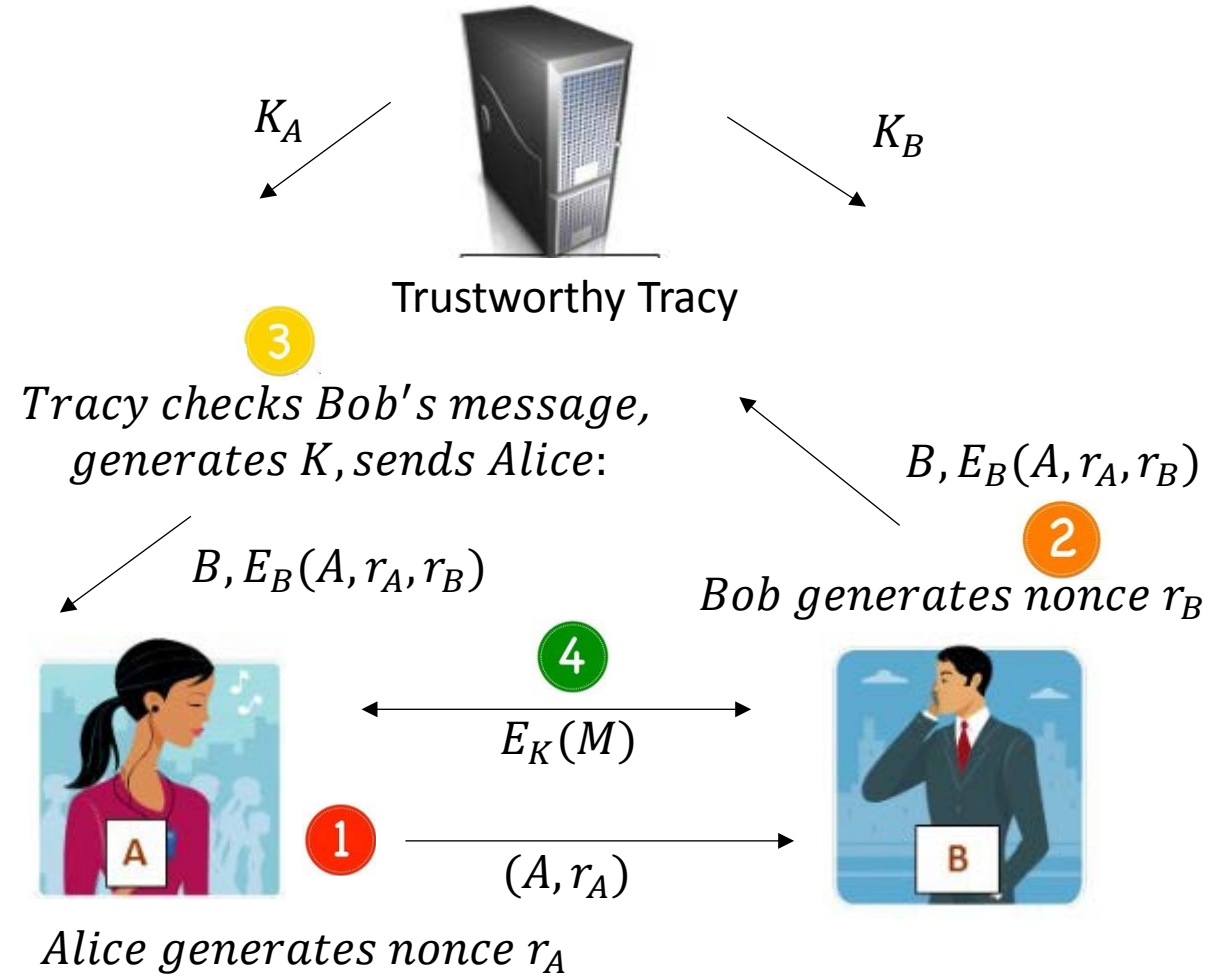 K_A
K_B
Trustworthy Tracy
3
Tracy checks Bob's message,
generates K, sends Alice:
B, E_B(A, r_A, r_B)
2
B, E_B(A, r_A, r_B)
Bob generates nonce r_B
4
E_K(M)
A
1
B
(A, r_A)
Alice generates nonce r_A